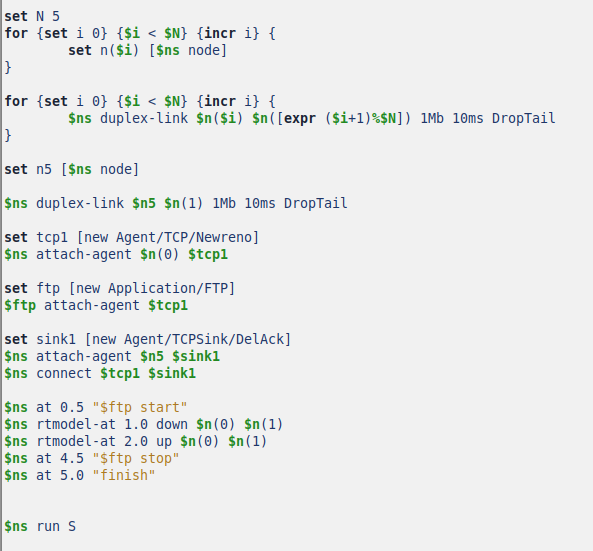 set N 5
for {set i 0} {$i < $N} {incr i} {
        set n($i) [$ns node]
}

for {set i 0} {$i < $N} {incr i} {
        $ns duplex-link $n($i) $n([expr ($i+1)%$N]) 1Mb 10ms DropTail
}

set n5 [$ns node]

$ns duplex-link $n5 $n(1) 1Mb 10ms DropTail

set tcp1 [new Agent/TCP/Newreno]
$ns attach-agent $n(0) $tcp1

set ftp [new Application/FTP]
$ftp attach-agent $tcp1

set sink1 [new Agent/TCPSink/DelAck]
$ns attach-agent $n5 $sink1
$ns connect $tcp1 $sink1

$ns at 0.5 "$ftp start"
$ns rtmodel-at 1.0 down $n(0) $n(1)
$ns rtmodel-at 2.0 up $n(0) $n(1)
$ns at 4.5 "$ftp stop"
$ns at 5.0 "finish"


$ns run S